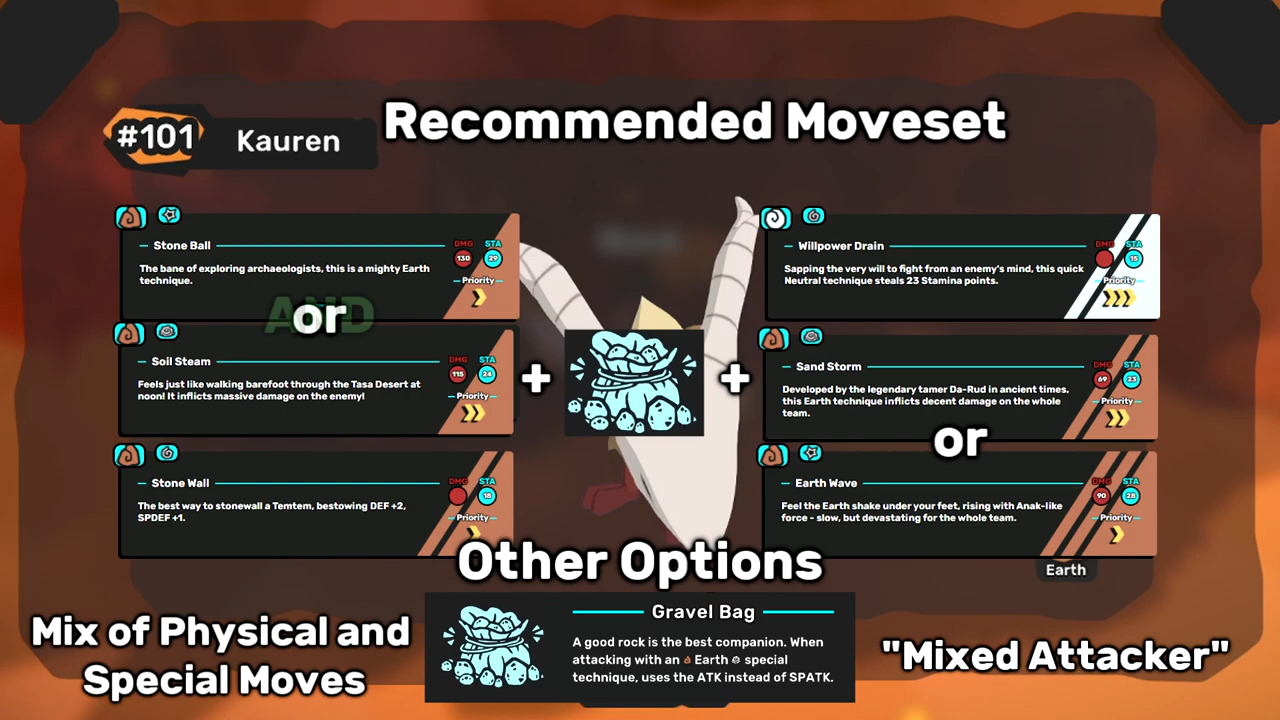 #101
Kauren
Recommended Moveset
Stone Ball
DMG
STA
130
29
The bane of exploring archaeologists, this is a mighty Earth
technique.
Priority
AND
or
Soil Steam
DMG
STA
115
24
Feels just like walking barefoot through the Tasa Desert at
noon! It inflicts massive damage on the enemy!
Priority
Stone Wall
DMG
STA
18
The best way to stonewall a Temtem, bestowing DEF +2,
SPDEF +1.
Priority
+
+
Willpower Drain
DMG
STA
15
Sapping the very will to fight from an enemy's mind, this quick
Neutral technique steals 23 Stamina points.
Priority
Sand Storm
DMG
STA
69
23
Developed by the legendary tamer Da-Rud in ancient times,
this Earth technique inflicts decent damage on the whole
team.
Priority
or
Earth Wave
DMG
STA
90
28
Feel the Earth shake under your feet, rising with Anak-like
force - slow, but devastating for the whole team.
Priority
Earth
Other Options
Mix of Physical and
Special Moves
Gravel Bag
A good rock is the best companion. When
attacking with an Earth special
technique, uses the ATK instead of SPATK.
"Mixed Attacker"